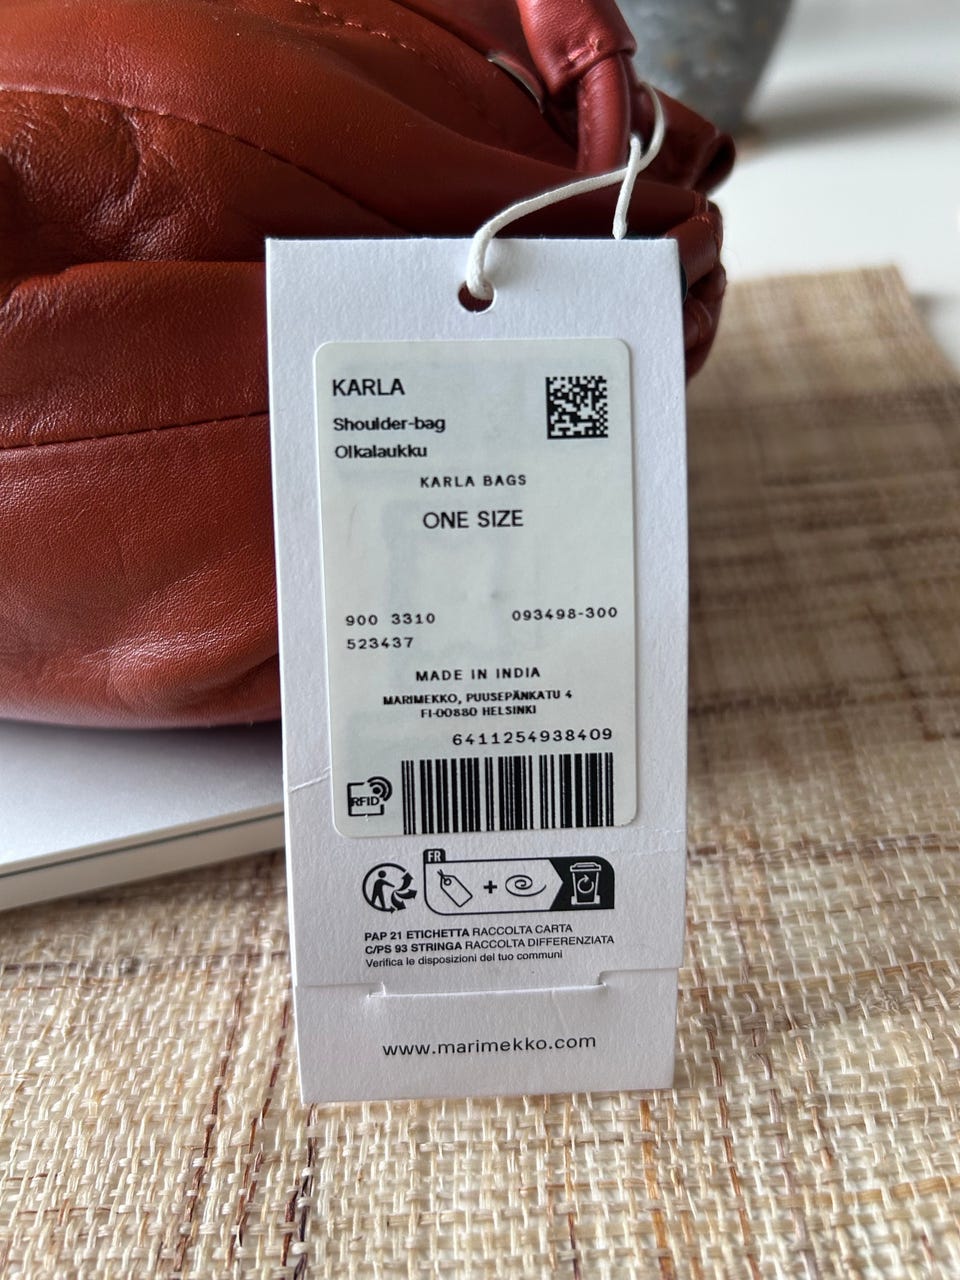 KARLA
Shoulder-bag
Olkalaukku
KARLA BAGS
ONE SIZE
900 3310
093498-300
523437
MADE IN INDIA
MARIMEKKO, PUUSEPÄNKATU 4
FI-00880 HELSINKI
6411254938409
RFID
FR
PAP 21 ETICHETTA RACCOLTA CARTA
C/PS 93 STRINGA RACCOLTA DIFFERENZIATA
Verifica le disposizioni del tuo communi
www.marimekko.com